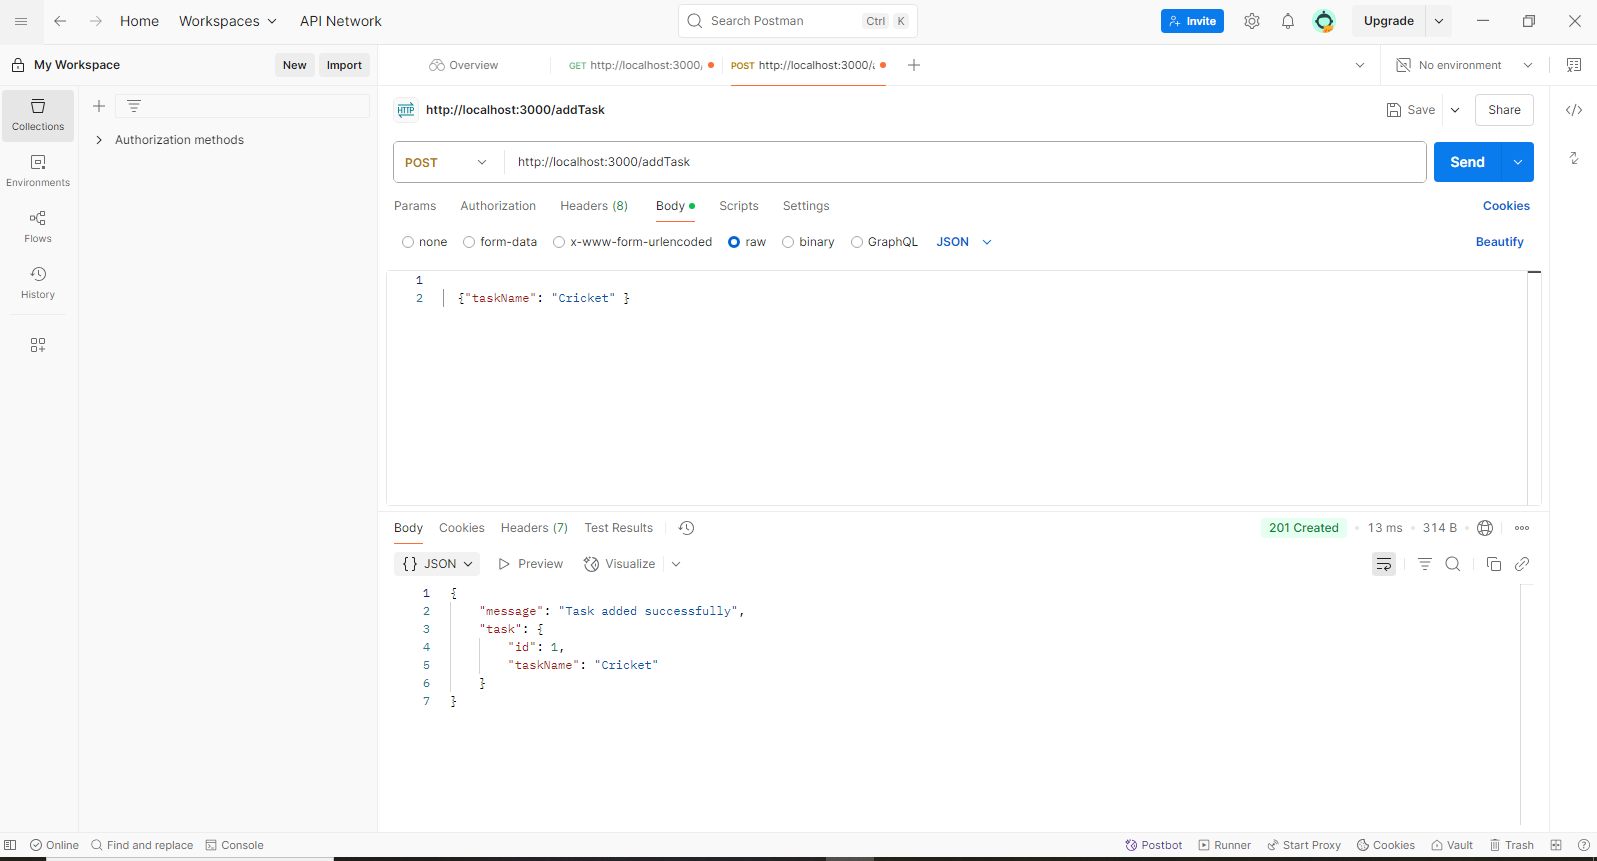 Home Workspaces API Network Search Postman Ctrl K Invite Upgrade
My Workspace New Import Overview GET http://localhost:3000/ POST http://localhost:3000/a No environment
Collections
Authorization methods
Environments
Flows
History
HTTP http://localhost:3000/addTask Save Share
POST http://localhost:3000/addTask Send
Params Authorization Headers (8) Body Scripts Settings Cookies
none form-data x-www-form-urlencoded raw binary GraphQL JSON Beautify
1
2 {"taskName": "Cricket" }
Body Cookies Headers (7) Test Results 201 Created 13 ms 314 B
{} JSON Preview Visualize
1 {
2 "message": "Task added successfully",
3 "task": {
4 "id": 1,
5 "taskName": "Cricket"
6 }
7 }
Online Find and replace Console Postbot Runner Start Proxy Cookies Vault Trash